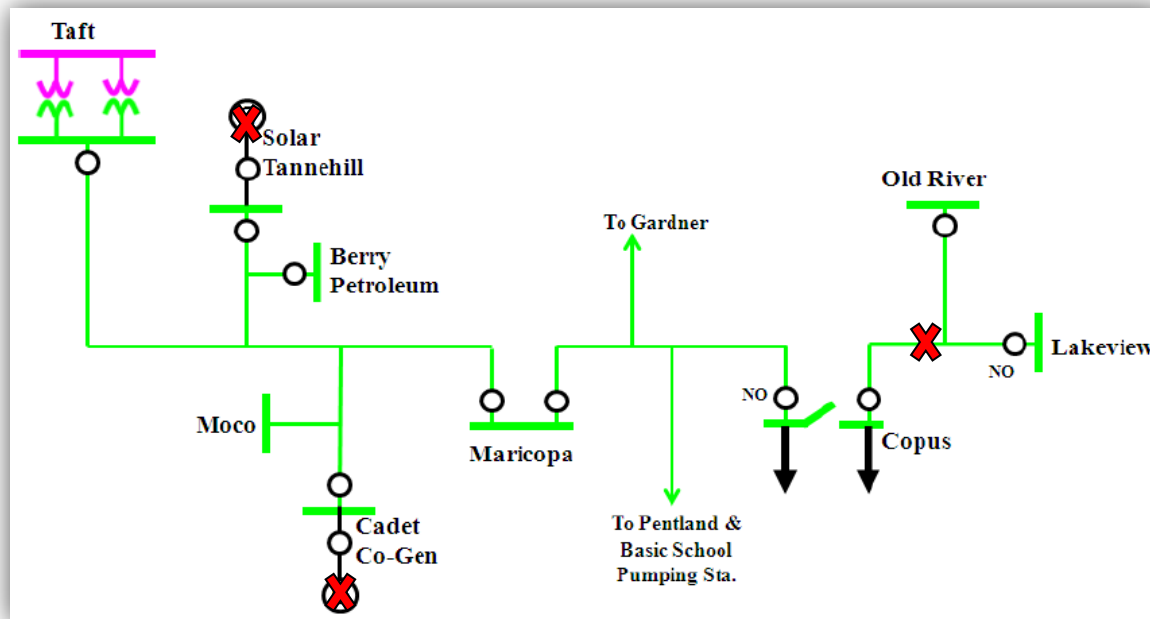 Taft
Solar
Tannehill
Old River
To Gardner
Berry
Petroleum
Lakeview
NO
NO
Moco
Maricopa
Copus
Cadet
Co-Gen
To Pentland &
Basic School
Pumping Sta.